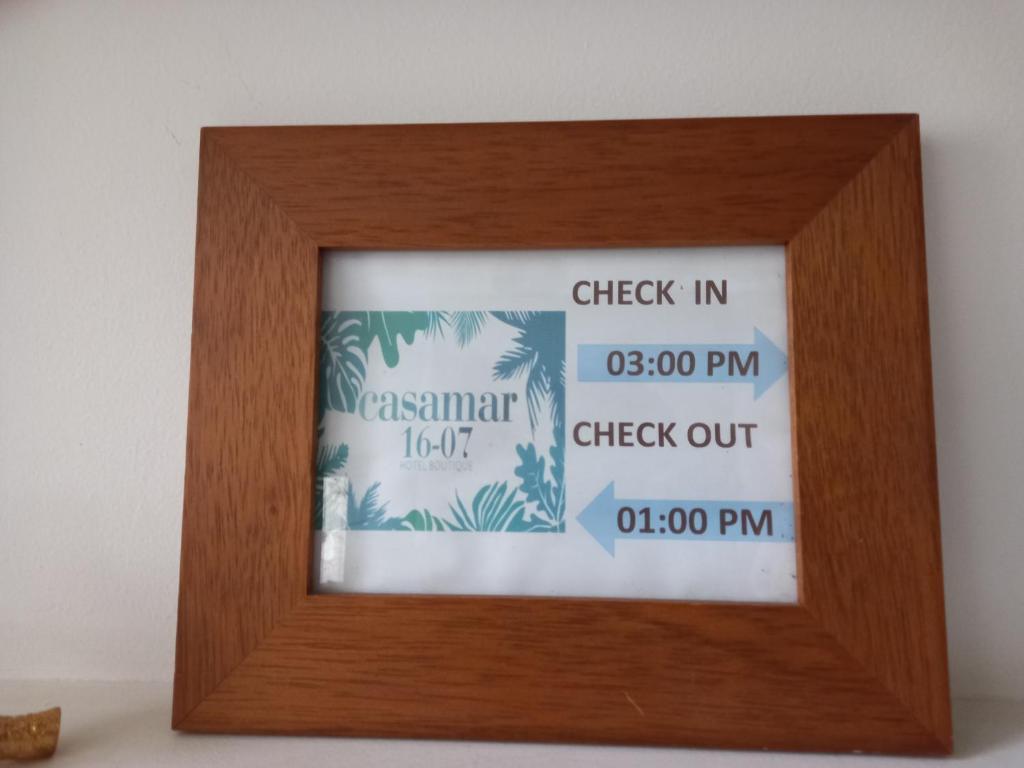 casamar
16-07
HOTEL BOUTIQUE
CHECK IN
03:00 PM
CHECK OUT
01:00 PM